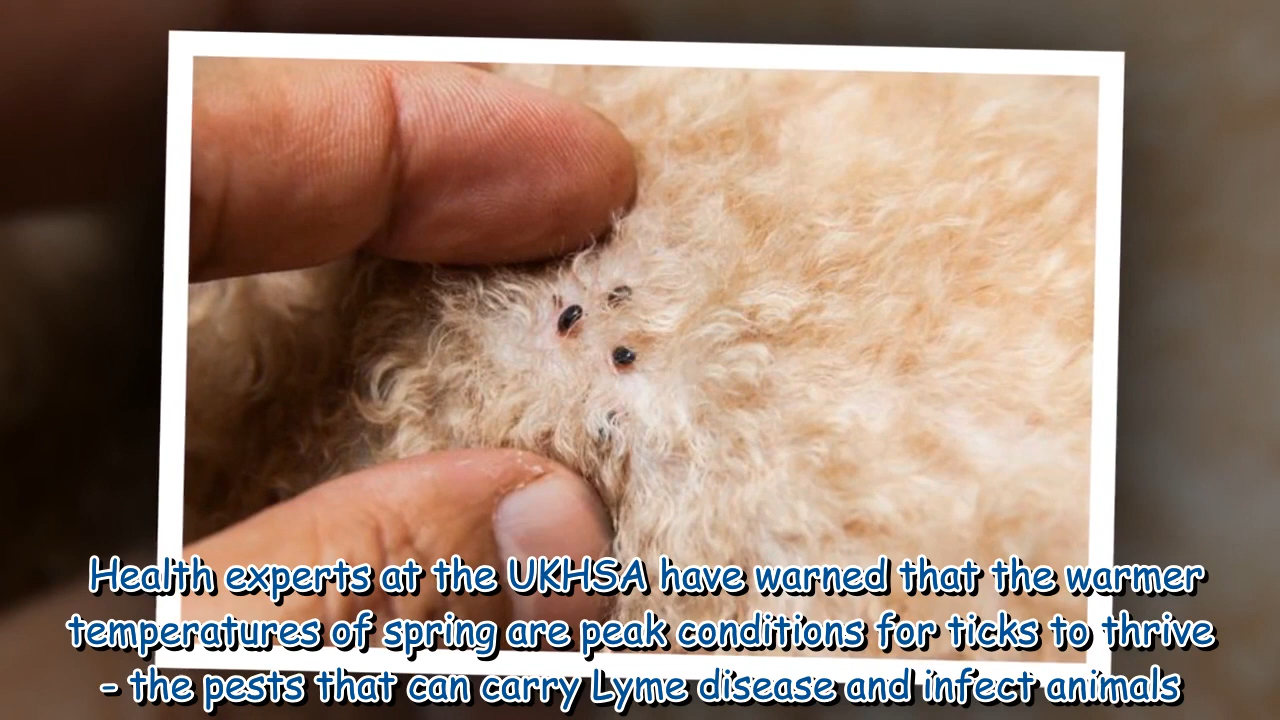 Health experts at the UKHSA have warned that the warmer
temperatures of spring are peak conditions for ticks to thrive
- the pests that can carry Lyme disease and infect animals